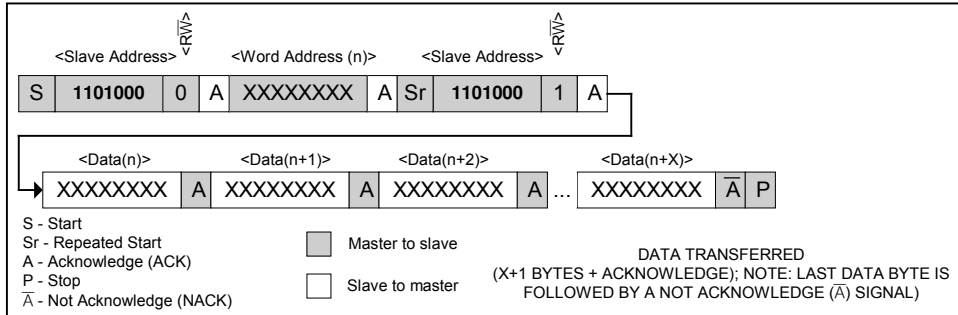 <RW̅> <RW̅>
<Slave Address> <Word Address (n)> <Slave Address>
S 1101000 0 A XXXXXXXX A Sr 1101000 1 A
<Data(n)> <Data(n+1)> <Data(n+2)> <Data(n+X)>
XXXXXXXX A XXXXXXXX A XXXXXXXX A ... XXXXXXXX A̅ P
S - Start
Sr - Repeated Start
A - Acknowledge (ACK)
P - Stop
A̅ - Not Acknowledge (NACK)
Master to slave
Slave to master
DATA TRANSFERRED
(X+1 BYTES + ACKNOWLEDGE); NOTE: LAST DATA BYTE IS
FOLLOWED BY A NOT ACKNOWLEDGE (A̅) SIGNAL)